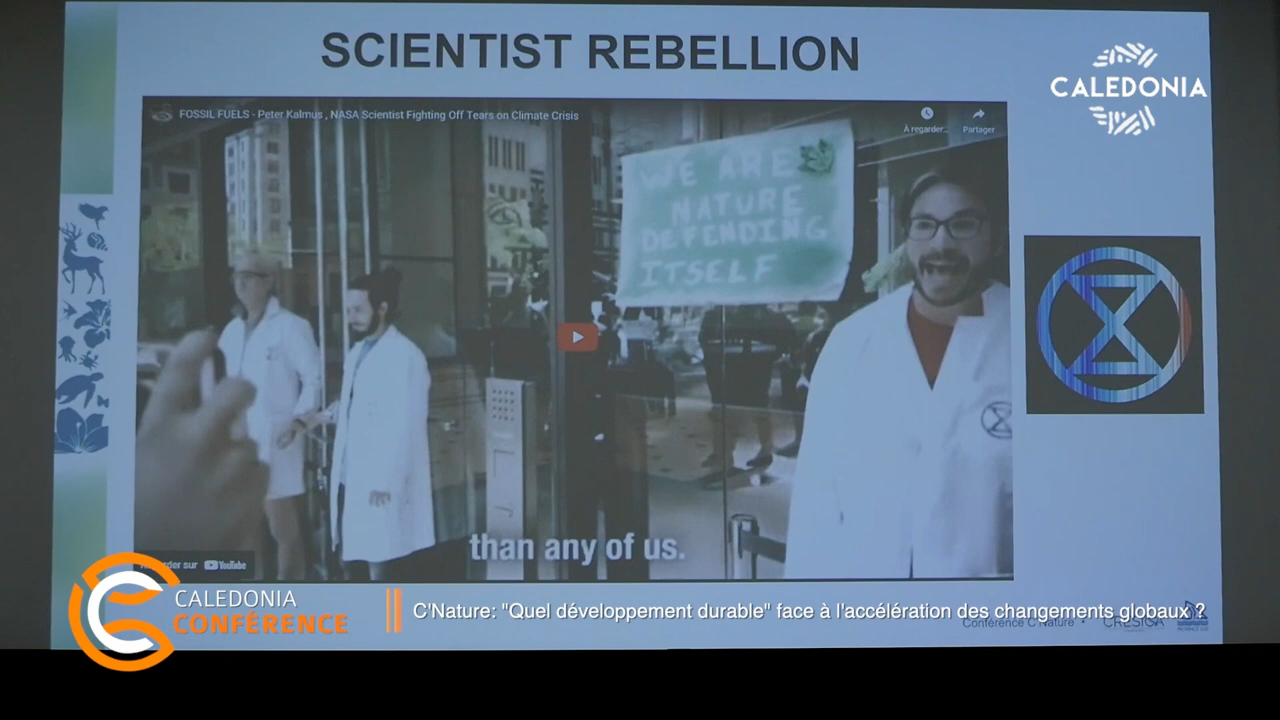 SCIENTIST REBELLION
CALEDONIA
FOSSIL FUELS - Peter Kalmus , NASA Scientist Fighting Off Tears on Climate Crisis
À regarder...
Partager
WE ARE
NATURE
DEFENDING
ITSELF
than any of us.
sur YouTube
CALEDONIA
CONFÉRENCE
C'Nature: "Quel développement durable" face à l'accélération des changements globaux ?
Conférence C'Nature • CRESICA